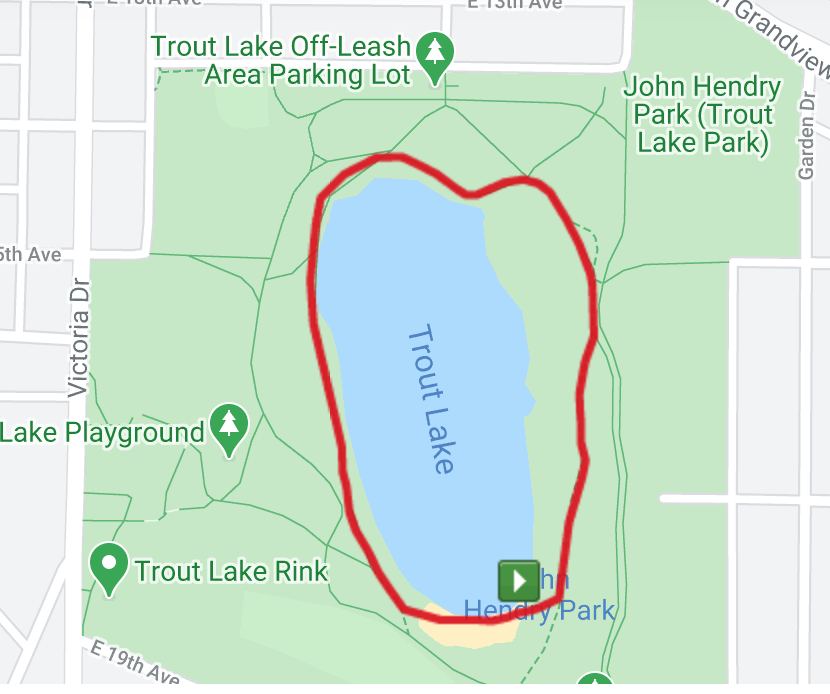 E 13th Ave
Trout Lake Off-Leash
Area Parking Lot
John Hendry
Park (Trout
Lake Park)
Grandview
Garden Dr
5th Ave
Victoria Dr
Trout Lake
Lake Playground
Trout Lake Rink
hn
Hendry Park
E 19th Ave